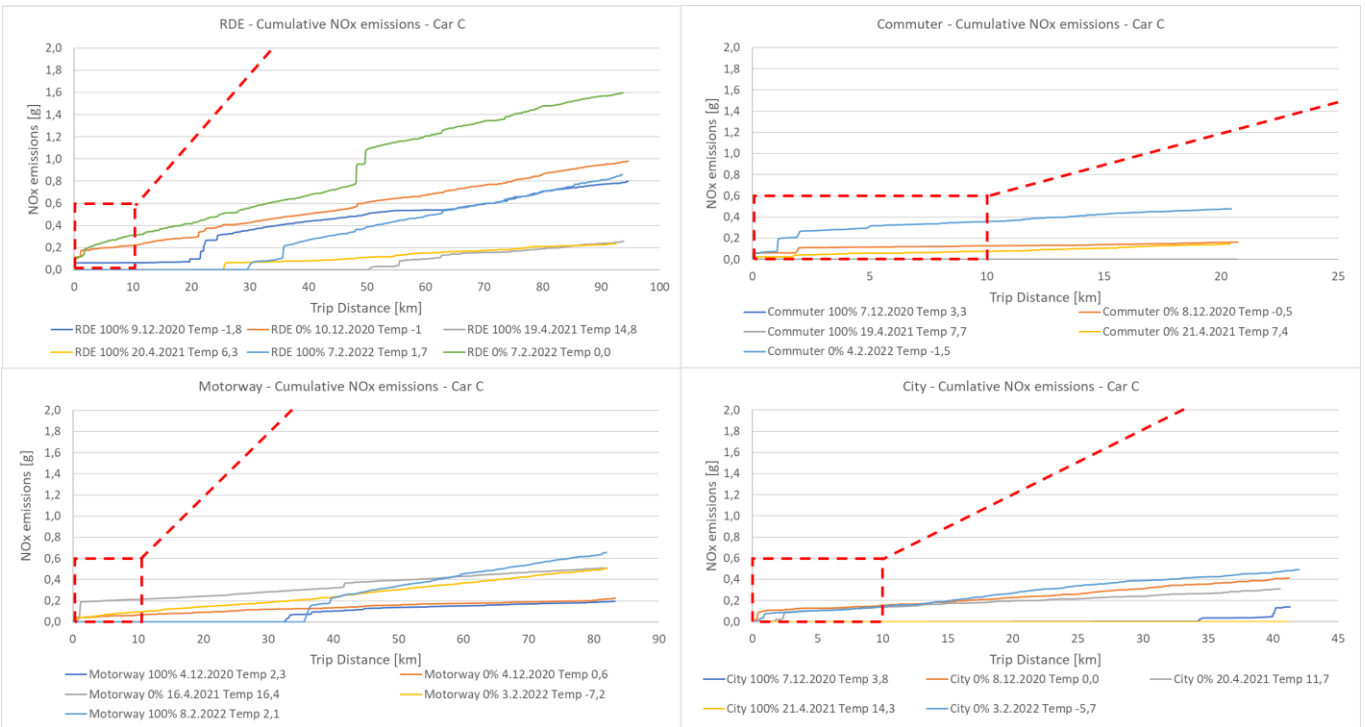 RDE - Cumulative NOx emissions - Car C
2,0
1,8
1,6
1,4
1,2
1,0
0,8
0,6
0,4
0,2
0,0
NOx emissions [g]
0 10 20 30 40 50 60 70 80 90 100
Trip Distance [km]
RDE 100% 9.12.2020 Temp -1,8 RDE 0% 10.12.2020 Temp -1 RDE 100% 19.4.2021 Temp 14,8
RDE 100% 20.4.2021 Temp 6,3 RDE 100% 7.2.2022 Temp 1,7 RDE 0% 7.2.2022 Temp 0,0
Commuter - Cumulative NOx emissions - Car C
2,0
1,8
1,6
1,4
1,2
1,0
0,8
0,6
0,4
0,2
0,0
NOx emissions [g]
0 5 10 15 20 25
Trip Distance [km]
Commuter 100% 7.12.2020 Temp 3,3 Commuter 0% 8.12.2020 Temp -0,5
Commuter 100% 19.4.2021 Temp 7,7 Commuter 0% 21.4.2021 Temp 7,4
Commuter 0% 4.2.2022 Temp -1,5
Motorway - Cumulative NOx emissions - Car C
2,0
1,8
1,6
1,4
1,2
1,0
0,8
0,6
0,4
0,2
0,0
NOx emissions [g]
0 10 20 30 40 50 60 70 80 90
Trip Distance [km]
Motorway 100% 4.12.2020 Temp 2,3 Motorway 0% 4.12.2020 Temp 0,6
Motorway 0% 16.4.2021 Temp 16,4 Motorway 0% 3.2.2022 Temp -7,2
Motorway 100% 8.2.2022 Temp 2,1
City - Cumlative NOx emissions - Car C
2,0
1,8
1,6
1,4
1,2
1,0
0,8
0,6
0,4
0,2
0,0
NOx emissions [g]
0 5 10 15 20 25 30 35 40 45
Trip Distance [km]
City 100% 7.12.2020 Temp 3,8 City 0% 8.12.2020 Temp 0,0 City 0% 20.4.2021 Temp 11,7
City 100% 21.4.2021 Temp 14,3 City 0% 3.2.2022 Temp -5,7